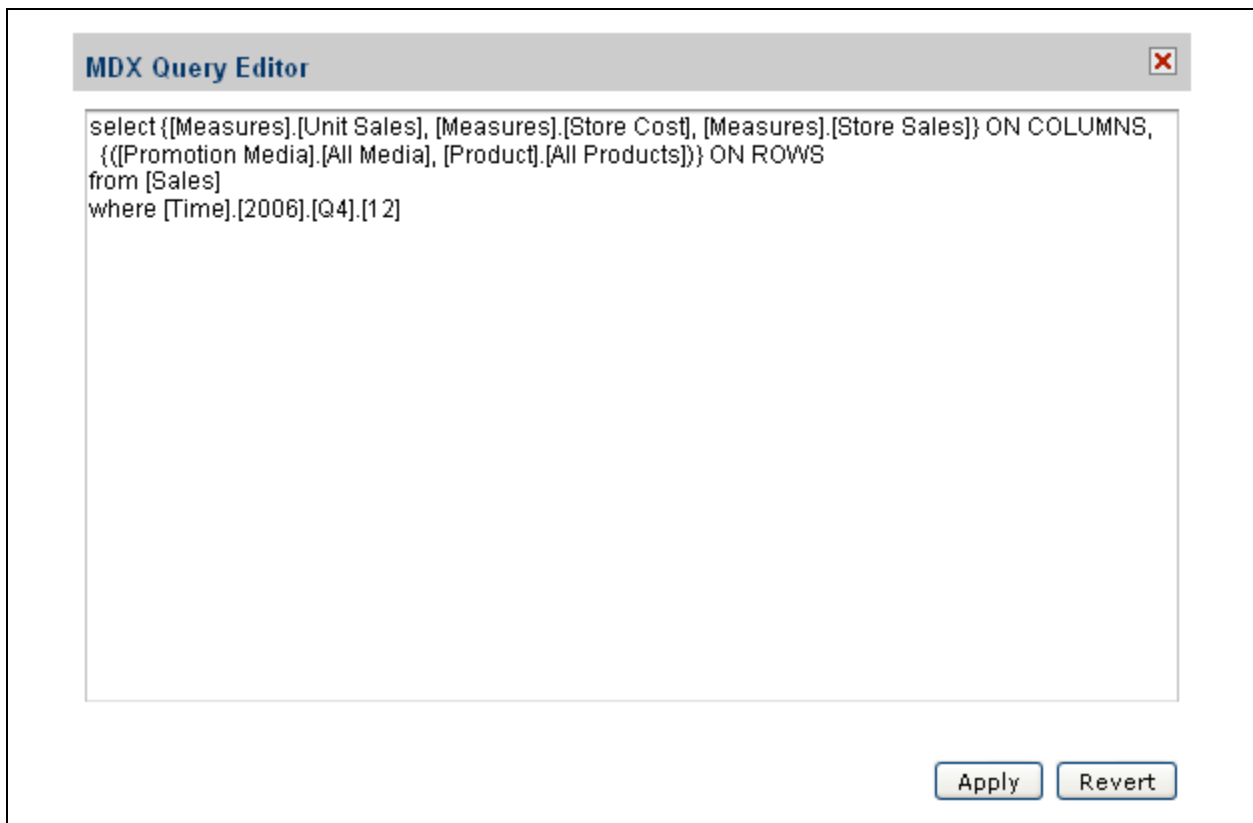 MDX Query Editor
select {[Measures].[Unit Sales], [Measures].[Store Cost], [Measures].[Store Sales]} ON COLUMNS,
{([Promotion Media].[All Media], [Product].[All Products])} ON ROWS
from [Sales]
where [Time].[2006].[Q4].[12]
Apply Revert